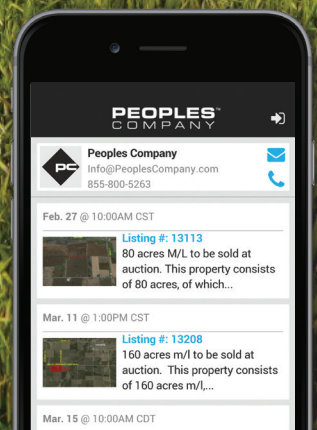 PEOPLES™
COMPANY
PC
Peoples Company
Info@PeoplesCompany.com
855-800-5263
Feb. 27 @ 10:00AM CST
Listing #: 13113
80 acres M/L to be sold at
auction. This property consists
of 80 acres, of which...
Mar. 11 @ 1:00PM CST
Listing #: 13208
160 acres m/l to be sold at
auction. This property consists
of 160 acres m/l,...
Mar. 15 @ 10:00AM CDT